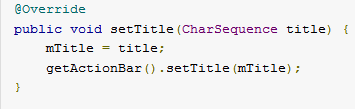 @Override
public void setTitle(CharSequence title) {
    mTitle = title;
    getActionBar().setTitle(mTitle);
}